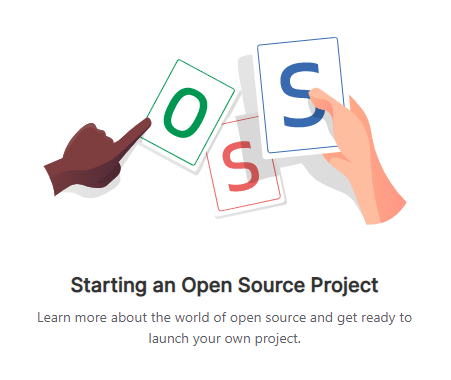 O
S
S
Starting an Open Source Project
Learn more about the world of open source and get ready to
launch your own project.